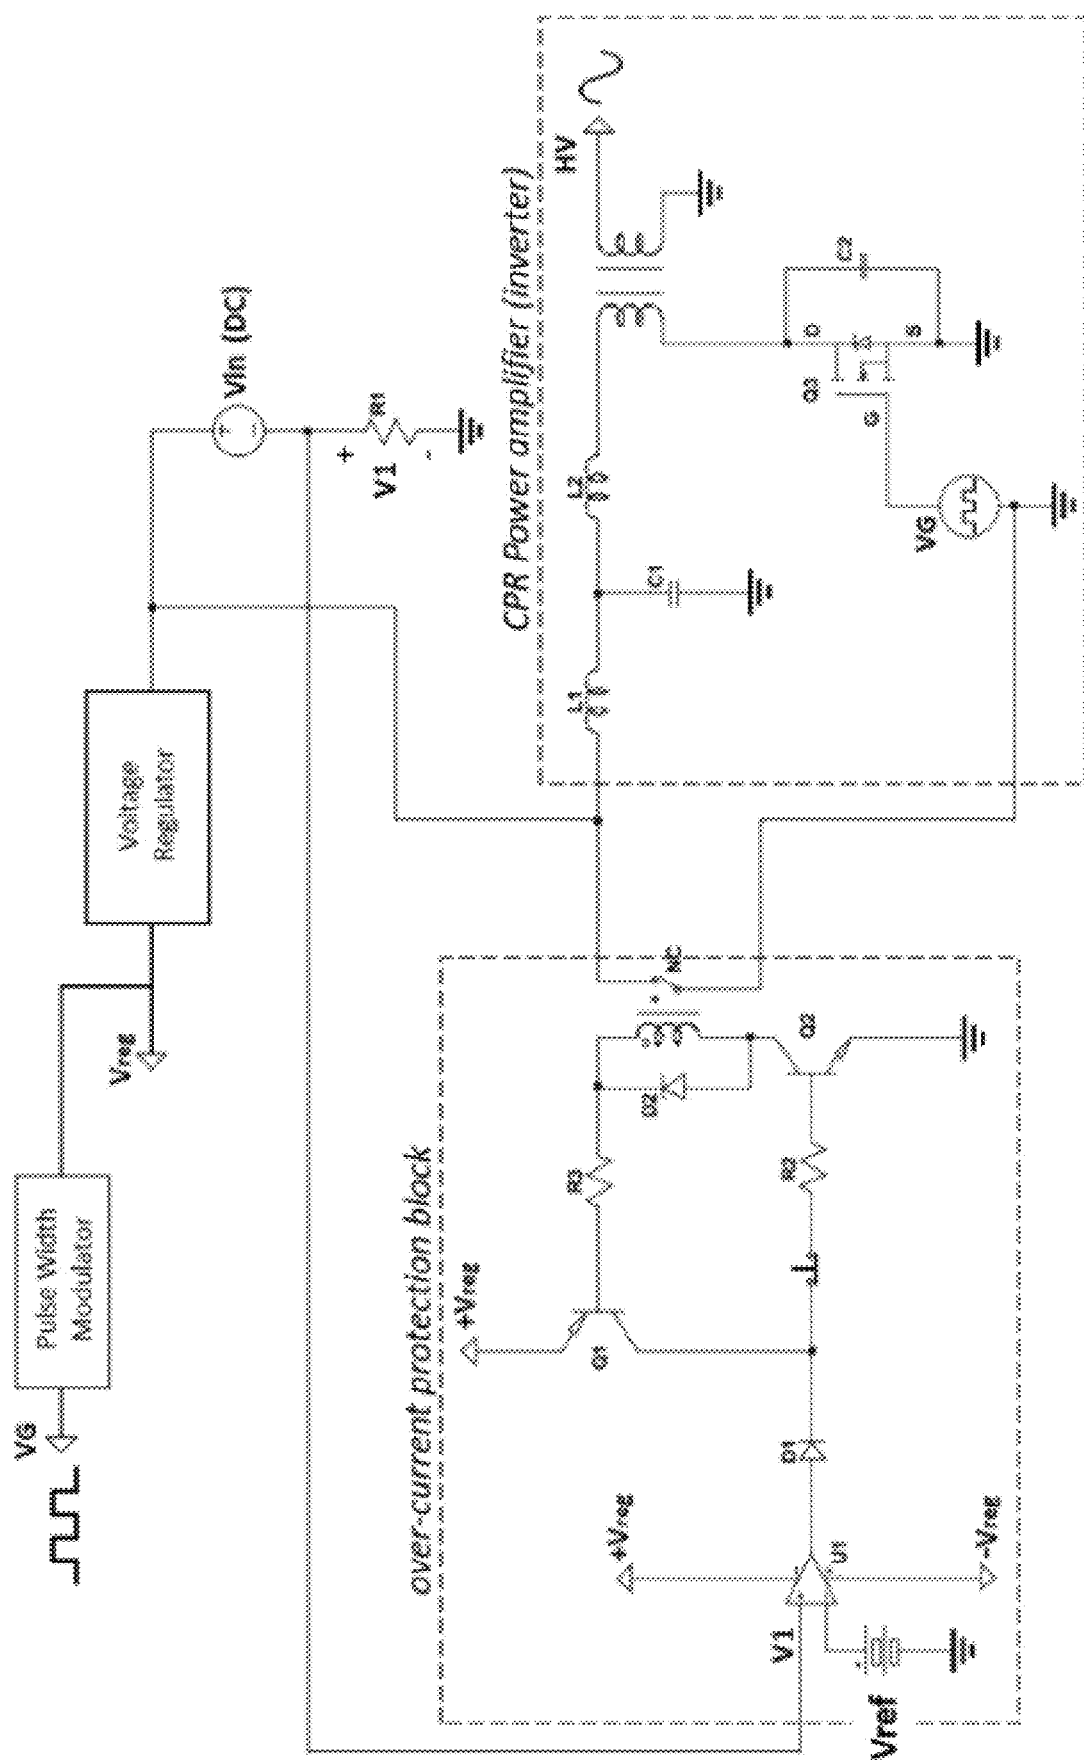 VG
Pulse Width
Modulator
Vreg
Voltage
Regulator
Vin (DC)
+
-
+
V1
R1
-
over-current protection block
+Vreg
Q1
R3
D2
NC
+Vreg
V1
U1
-Vreg
Vref
D1
R2
Q2
CPR Power amplifier (inverter)
L1
C1
L2
HV
VG
G
Q3
D
S
C2